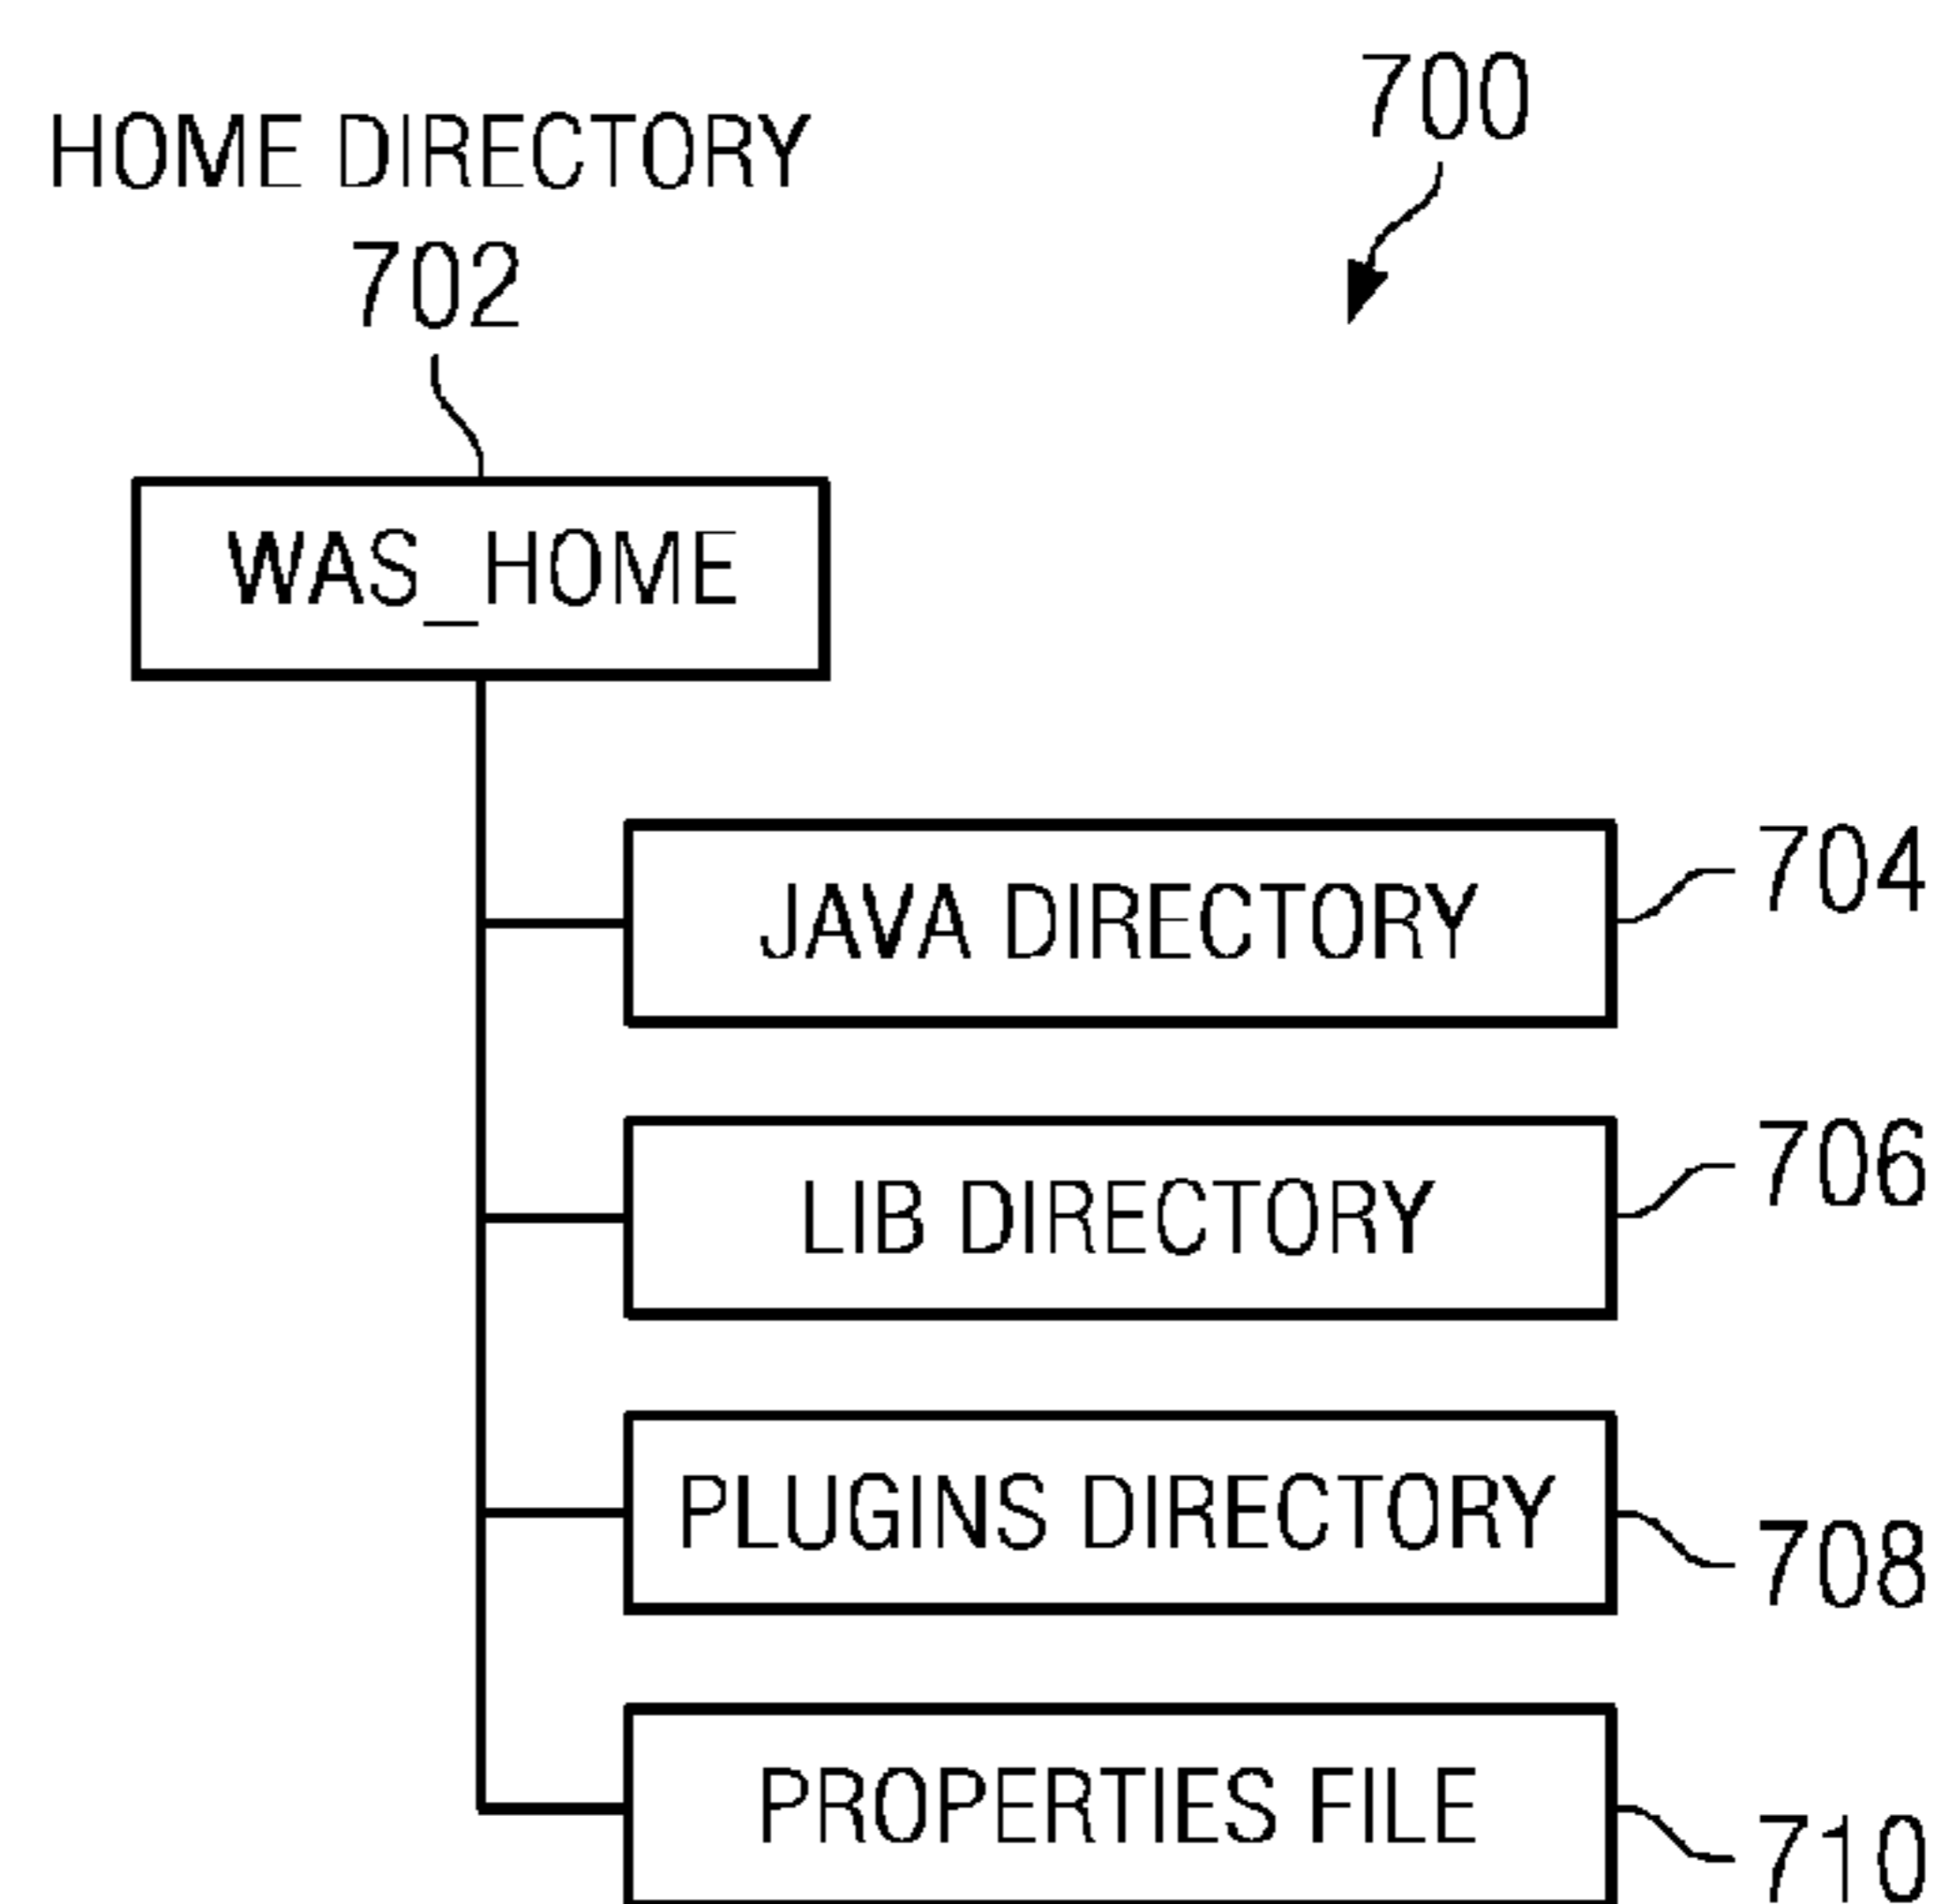 700
HOME DIRECTORY
702
WAS_HOME
JAVA DIRECTORY
704
LIB DIRECTORY
706
PLUGINS DIRECTORY
708
PROPERTIES FILE
710